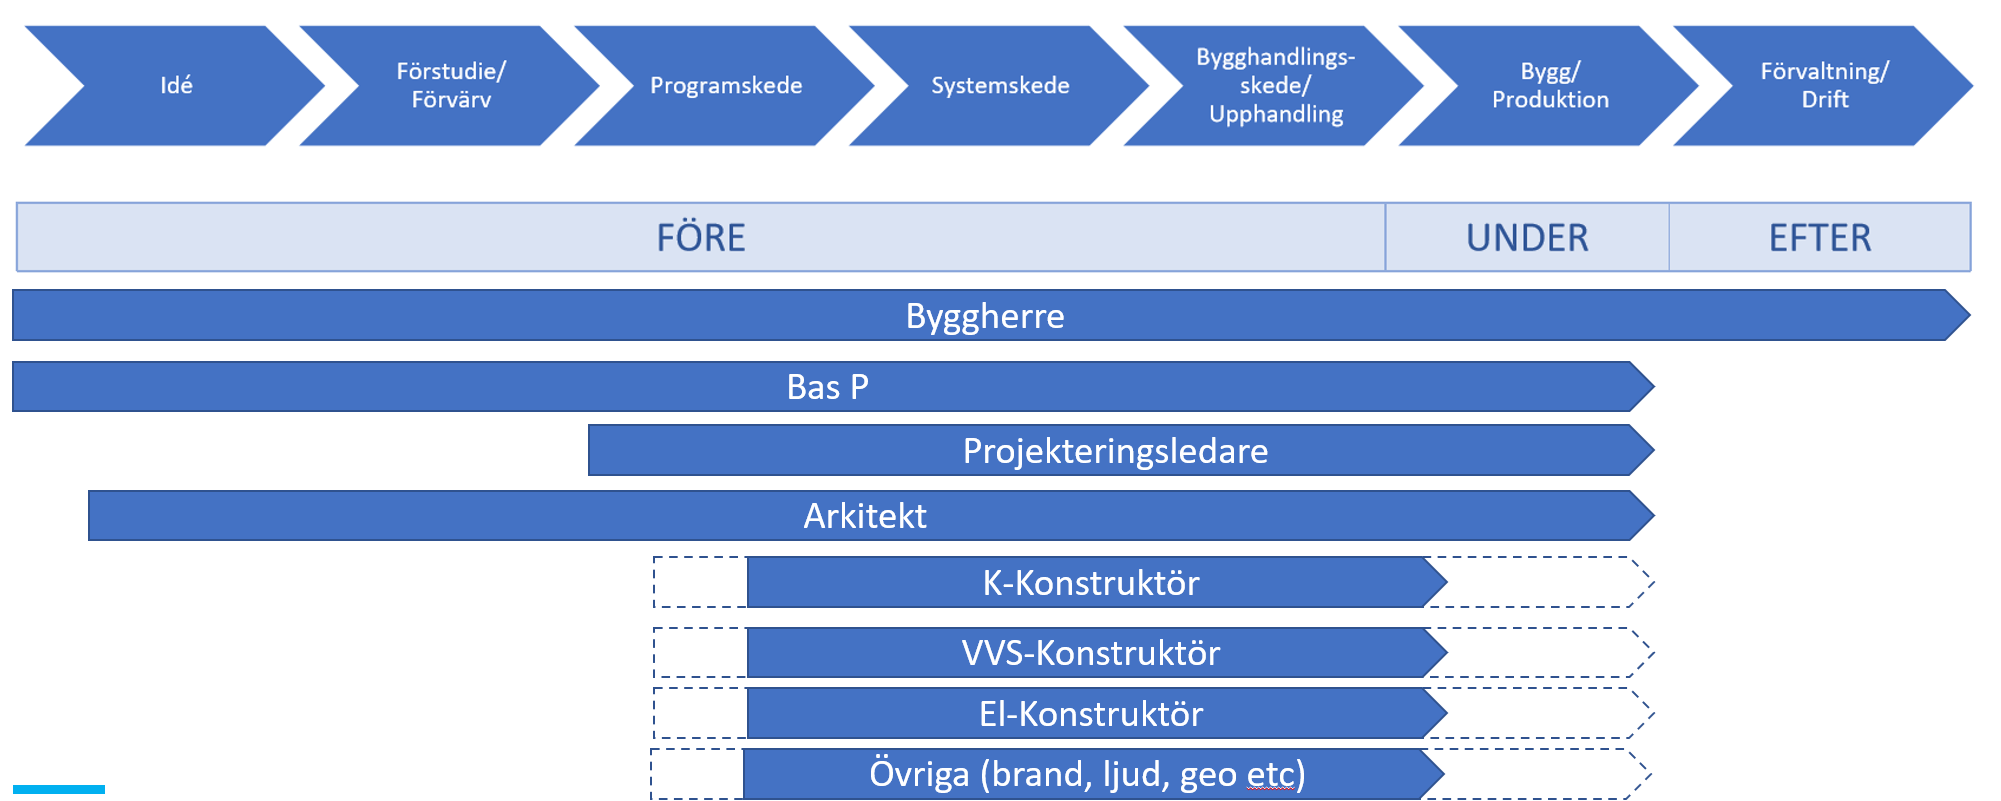 Idé
Förstudie/
Förvärv
Programskede
Systemskede
Bygghandlings-
skede/
Upphandling
Bygg/
Produktion
Förvaltning/
Drift
FÖRE
UNDER
EFTER
Byggherre
Bas P
Projekteringsledare
Arkitekt
K-Konstruktör
VVS-Konstruktör
El-Konstruktör
Övriga (brand, ljud, geo etc)